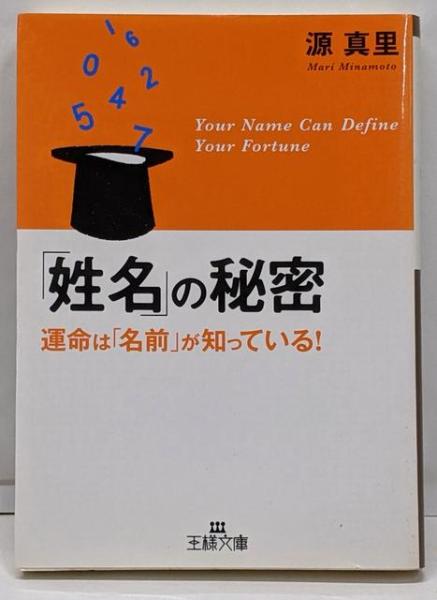 源 真里
Mari Minamoto
1
6
0
2
4
5
7
Your Name Can Define
Your Fortune
「姓名」の秘密
運命は「名前」が知っている!
王様文庫